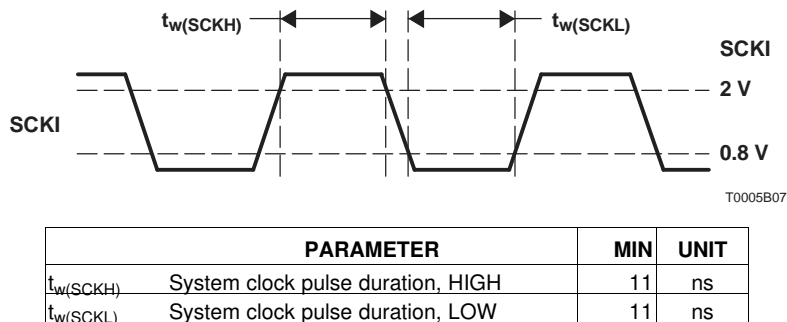 tw(SCKH) tw(SCKL)
SCKI
2 V
SCKI
0.8 V
T0005B07
PARAMETER MIN UNIT
tw(SCKH) System clock pulse duration, HIGH 11 ns
tw(SCKL) System clock pulse duration, LOW 11 ns